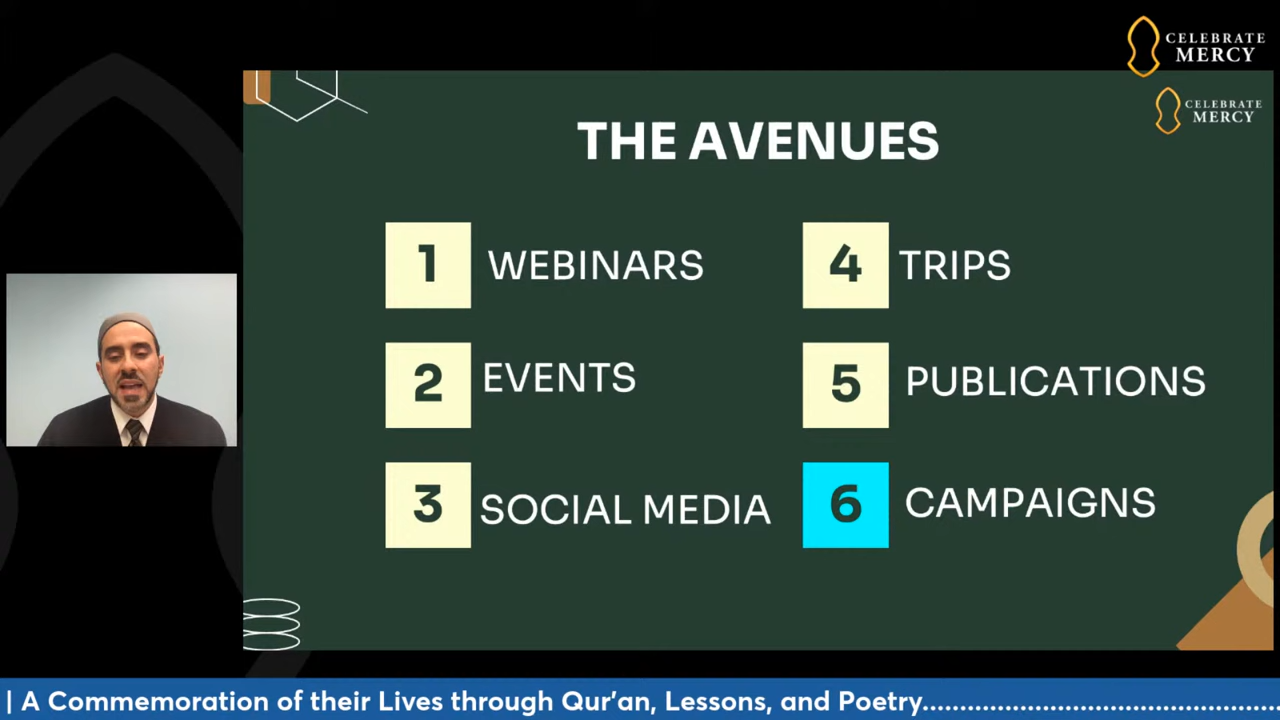 CELEBRATE
MERCY
CELEBRATE
MERCY
THE AVENUES
1 WEBINARS
2 EVENTS
3 SOCIAL MEDIA
4 TRIPS
5 PUBLICATIONS
6 CAMPAIGNS
| A Commemoration of their Lives through Qur'an, Lessons, and Poetry..................................................